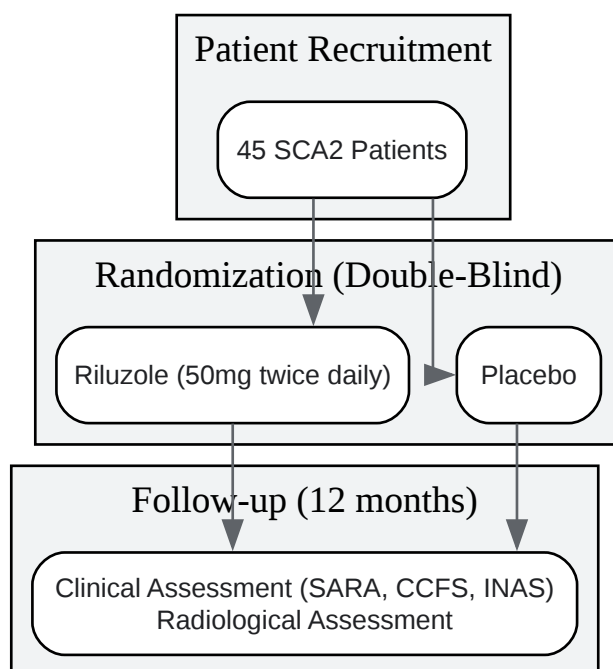 Patient Recruitment
45 SCA2 Patients
Randomization (Double-Blind)
Riluzole (50mg twice daily)
Placebo
Follow-up (12 months)
Clinical Assessment (SARA, CCFS, INAS)
Radiological Assessment